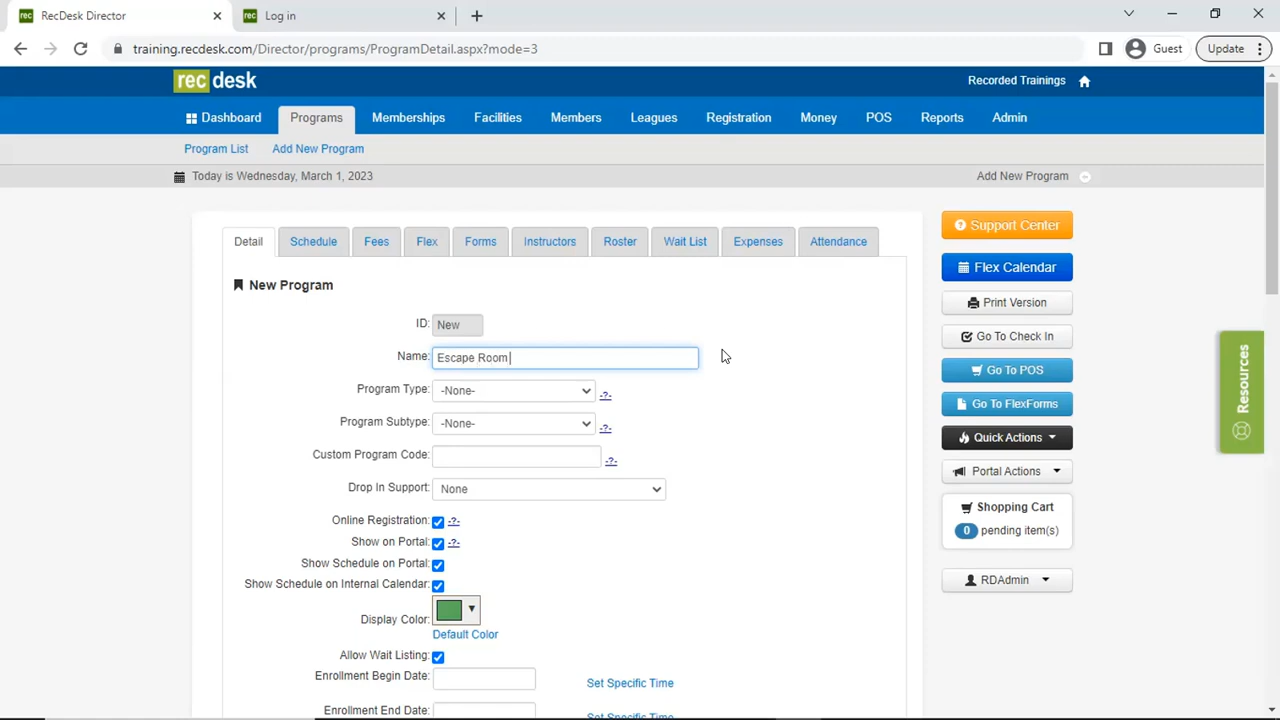 RecDesk Director
Log in
training.recdesk.com/Director/programs/ProgramDetail.aspx?mode=3
Guest
Update
rec desk
Recorded Trainings
Dashboard Programs Memberships Facilities Members Leagues Registration Money POS Reports Admin
Program List Add New Program
Today is Wednesday, March 1, 2023
Add New Program
Detail Schedule Fees Flex Forms Instructors Roster Wait List Expenses Attendance
New Program
ID: New
Name: Escape Room
Program Type: -None- -?-
Program Subtype: -None- -?-
Custom Program Code: -?-
Drop In Support: None
Online Registration: -?-
Show on Portal: -?-
Show Schedule on Portal:
Show Schedule on Internal Calendar:
Display Color:
Default Color
Allow Wait Listing:
Enrollment Begin Date: Set Specific Time
Enrollment End Date: Set Specific Time
Support Center
Flex Calendar
Print Version
Go To Check In
Go To POS
Go To FlexForms
Quick Actions
Portal Actions
Shopping Cart
0 pending item(s)
RDAdmin
Resources